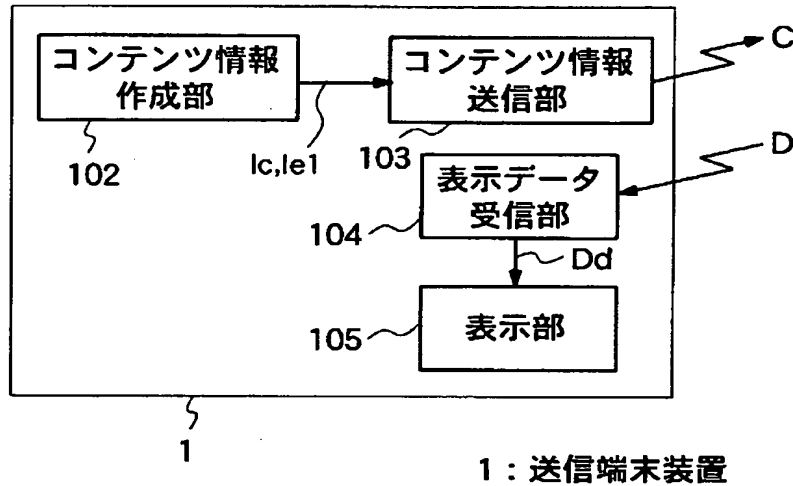 コンテンツ情報
作成部
102
Ic,Ie1
コンテンツ情報
送信部
103
C
D
表示データ
受信部
104
Dd
表示部
105
1
1：送信端末装置